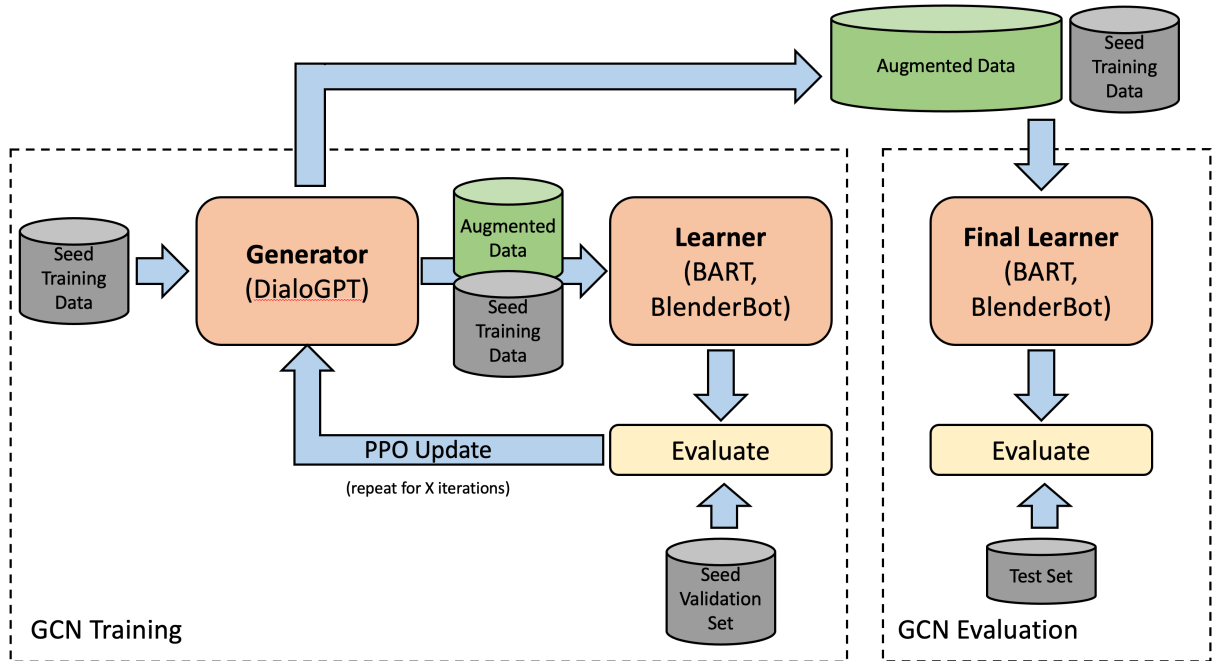 Augmented Data
Seed
Training
Data
Seed
Training
Data
Generator
(DialoGPT)
Augmented
Data
Seed
Training
Data
Learner
(BART,
BlenderBot)
Final Learner
(BART,
BlenderBot)
PPO Update
(repeat for X iterations)
Evaluate
Evaluate
Seed
Validation
Set
Test Set
GCN Training
GCN Evaluation